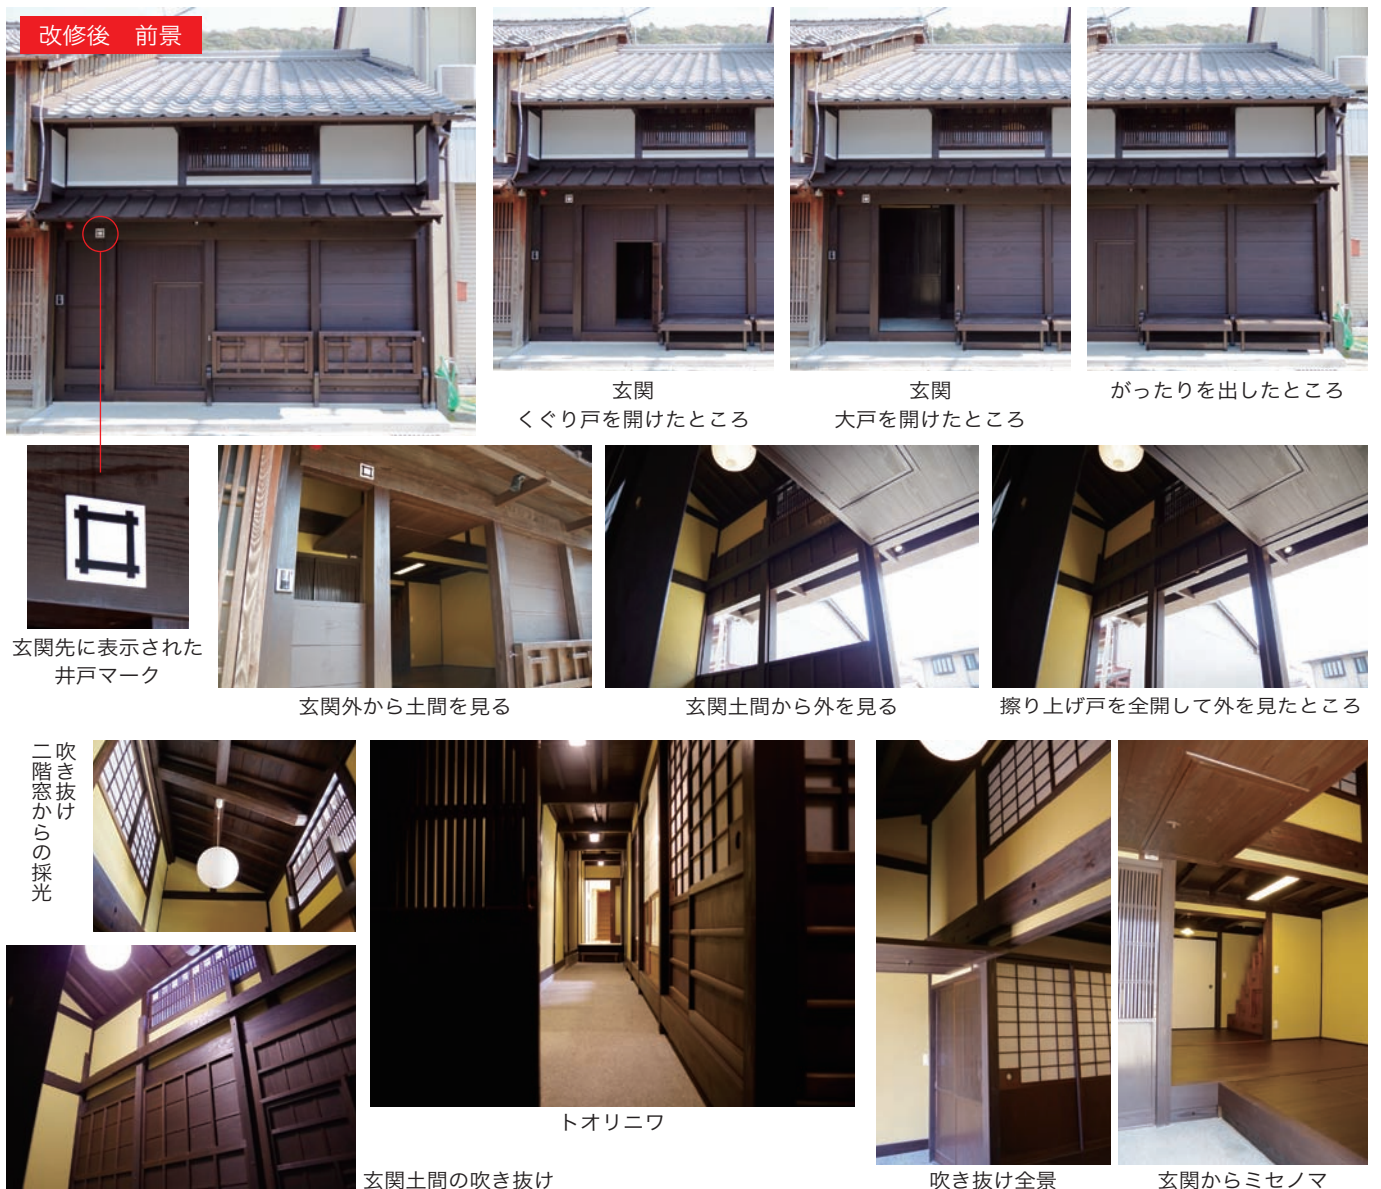 改修後　前景
玄関
くぐり戸を開けたところ
玄関
大戸を開けたところ
がったりを出したところ
玄関先に表示された
井戸マーク
玄関外から土間を見る
玄関土間から外を見る
擦り上げ戸を全開して外を見たところ
吹き抜け
二階窓からの採光
トオリニワ
玄関土間の吹き抜け
吹き抜け全景
玄関からミセノマ